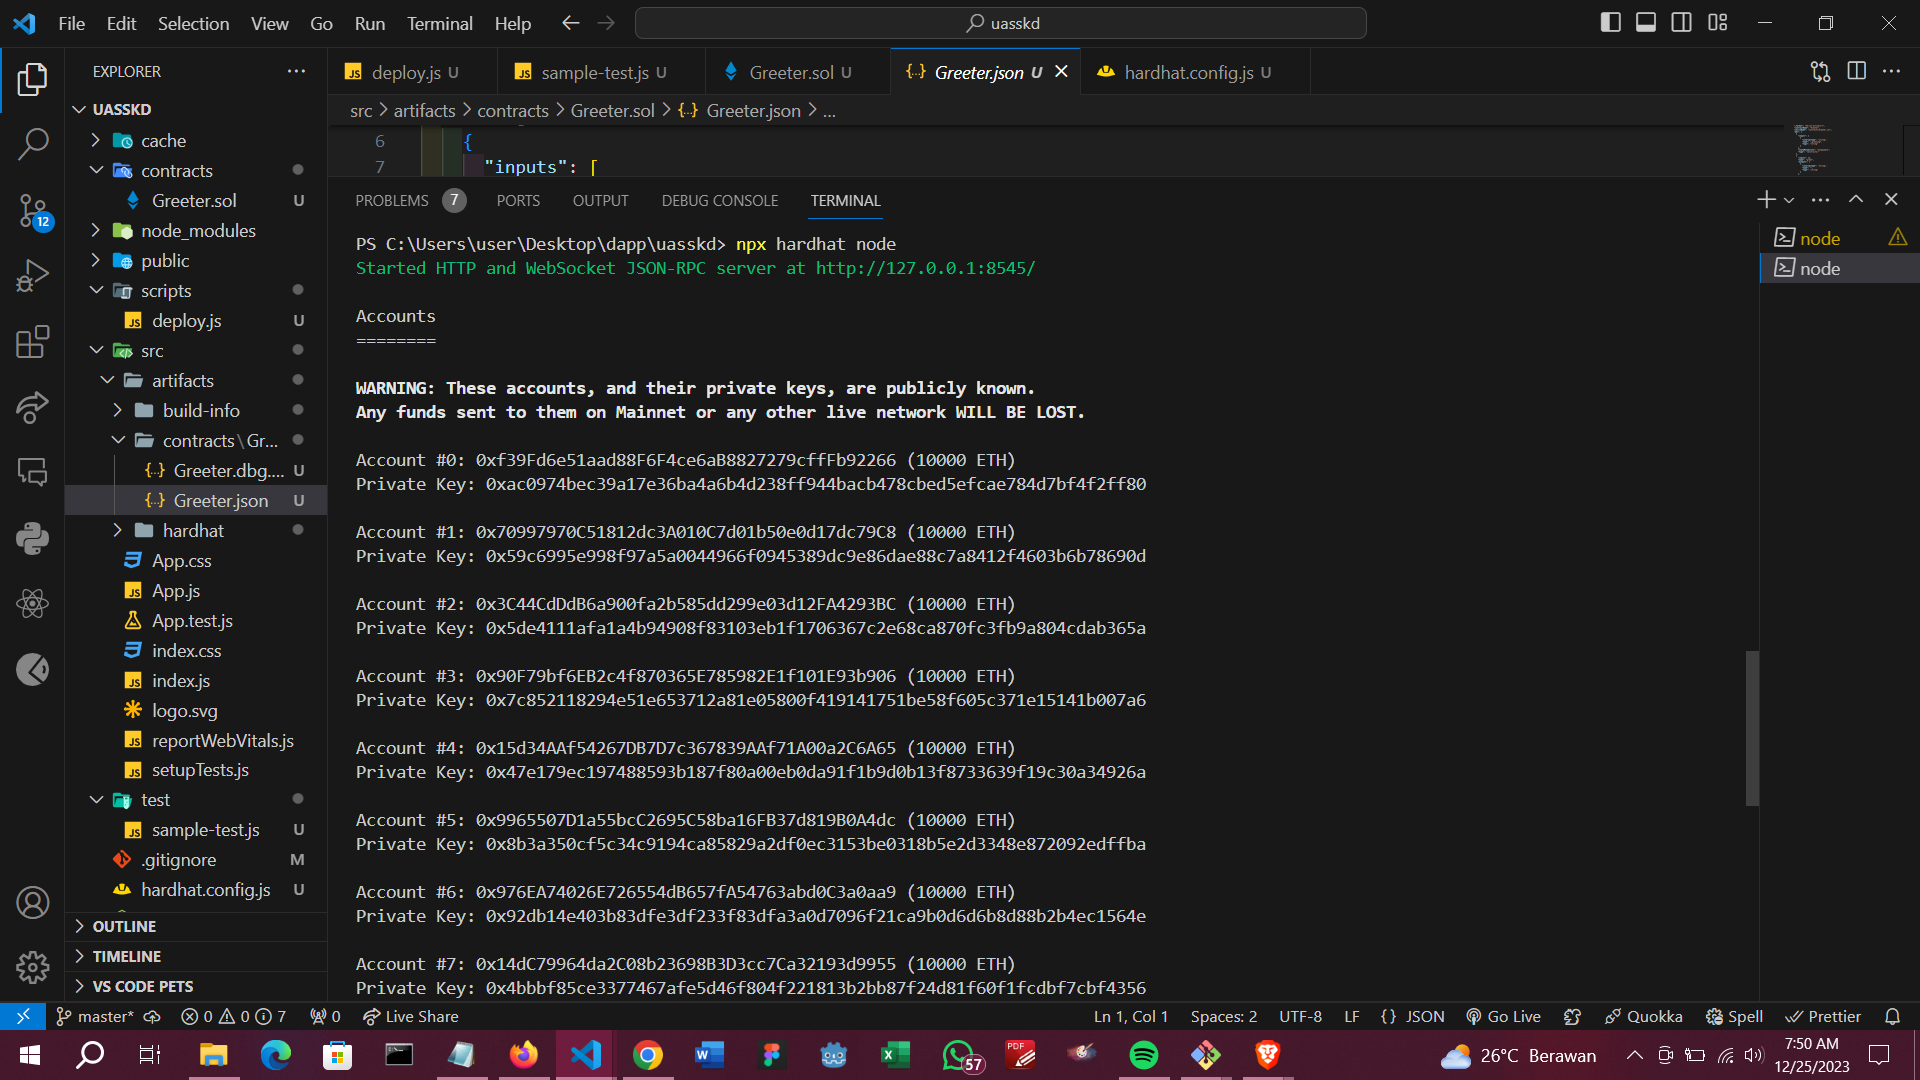 File Edit Selection View Go Run Terminal Help
uasskd
EXPLORER
UASSKD
cache
contracts
Greeter.sol U
node_modules
public
scripts
deploy.js U
src
artifacts
build-info
contracts\Gr...
Greeter.dbg.... U
Greeter.json U
hardhat
App.css
App.js
App.test.js
index.css
index.js
logo.svg
reportWebVitals.js
setupTests.js
test
sample-test.js U
.gitignore M
hardhat.config.js U
OUTLINE
TIMELINE
VS CODE PETS
12
deploy.js U
sample-test.js U
Greeter.sol U
Greeter.json U
hardhat.config.js U
src > artifacts > contracts > Greeter.sol > {..} Greeter.json > ...
6 {
7 "inputs": [
PROBLEMS 7 PORTS OUTPUT DEBUG CONSOLE TERMINAL
node
node
PS C:\Users\user\Desktop\dapp\uasskd> npx hardhat node
Started HTTP and WebSocket JSON-RPC server at http://127.0.0.1:8545/
Accounts
========
WARNING: These accounts, and their private keys, are publicly known.
Any funds sent to them on Mainnet or any other live network WILL BE LOST.
Account #0: 0xf39Fd6e51aad88F6F4ce6aB8827279cffFb92266 (10000 ETH)
Private Key: 0xac0974bec39a17e36ba4a6b4d238ff944bacb478cbed5efcae784d7bf4f2ff80
Account #1: 0x70997970C51812dc3A010C7d01b50e0d17dc79C8 (10000 ETH)
Private Key: 0x59c6995e998f97a5a0044966f0945389dc9e86dae88c7a8412f4603b6b78690d
Account #2: 0x3C44CdDdB6a900fa2b585dd299e03d12FA4293BC (10000 ETH)
Private Key: 0x5de4111afa1a4b94908f83103eb1f1706367c2e68ca870fc3fb9a804cdab365a
Account #3: 0x90F79bf6EB2c4f870365E785982E1f101E93b906 (10000 ETH)
Private Key: 0x7c852118294e51e653712a81e05800f419141751be58f605c371e15141b007a6
Account #4: 0x15d34AAf54267DB7D7c367839AAf71A00a2C6A65 (10000 ETH)
Private Key: 0x47e179ec197488593b187f80a00eb0da91f1b9d0b13f8733639f19c30a34926a
Account #5: 0x9965507D1a55bcC2695C58ba16FB37d819B0A4dc (10000 ETH)
Private Key: 0x8b3a350cf5c34c9194ca85829a2df0ec3153be0318b5e2d3348e872092edffba
Account #6: 0x976EA74026E726554dB657fA54763abd0C3a0aa9 (10000 ETH)
Private Key: 0x92db14e403b83dfe3df233f83dfa3a0d7096f21ca9b0d6d6b8d88b2b4ec1564e
Account #7: 0x14dC79964da2C08b23698B3D3cc7Ca32193d9955 (10000 ETH)
Private Key: 0x4bbbf85ce3377467afe5d46f804f221813b2bb87f24d81f60f1fcdbf7cbf4356
master* 0 0 7 0 Live Share
Ln 1, Col 1 Spaces: 2 UTF-8 LF {} JSON Go Live Quokka Spell Prettier
57
PDF
26°C Berawan
7:50 AM
12/25/2023